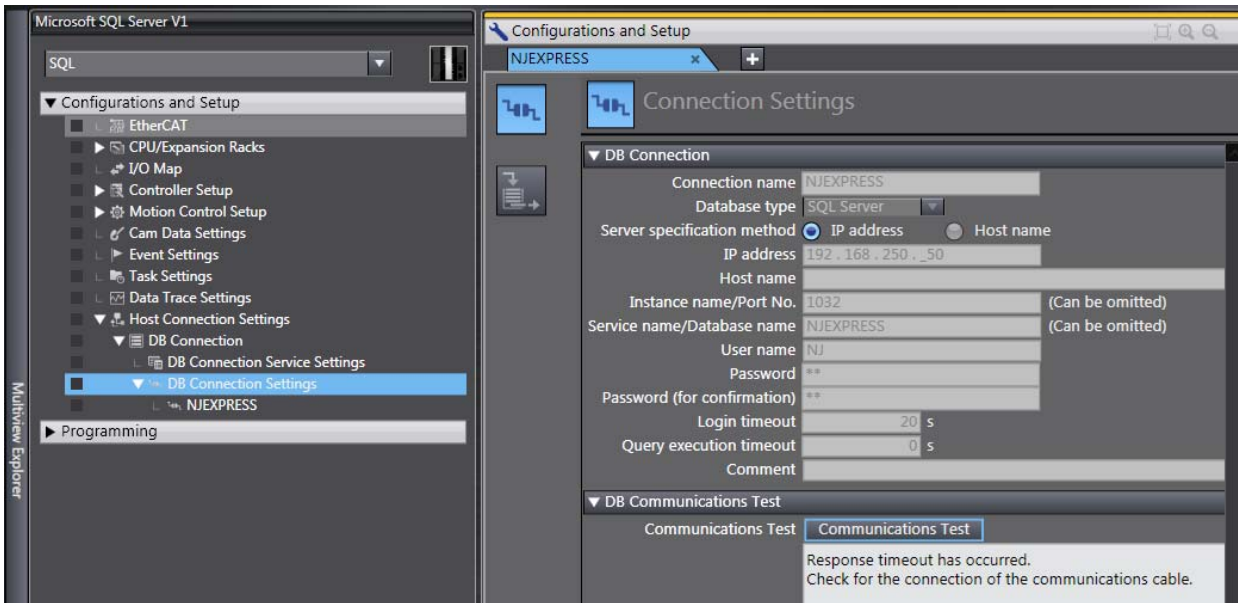 Microsoft SQL Server V1
SQL
▼ Configurations and Setup
EtherCAT
▶ CPU/Expansion Racks
I/O Map
▶ Controller Setup
▶ Motion Control Setup
Cam Data Settings
Event Settings
Task Settings
Data Trace Settings
▼ Host Connection Settings
▼ DB Connection
DB Connection Service Settings
▼ DB Connection Settings
NJEXPRESS
▶ Programming
Multiview Explorer
Configurations and Setup
NJEXPRESS × +
Connection Settings
▼ DB Connection
Connection name NJEXPRESS
Database type SQL Server
Server specification method IP address Host name
IP address 192 . 168 . 250 . _50
Host name
Instance name/Port No. 1032 (Can be omitted)
Service name/Database name NJEXPRESS (Can be omitted)
User name NJ
Password **
Password (for confirmation) **
Login timeout 20 s
Query execution timeout 0 s
Comment
▼ DB Communications Test
Communications Test Communications Test
Response timeout has occurred.
Check for the connection of the communications cable.